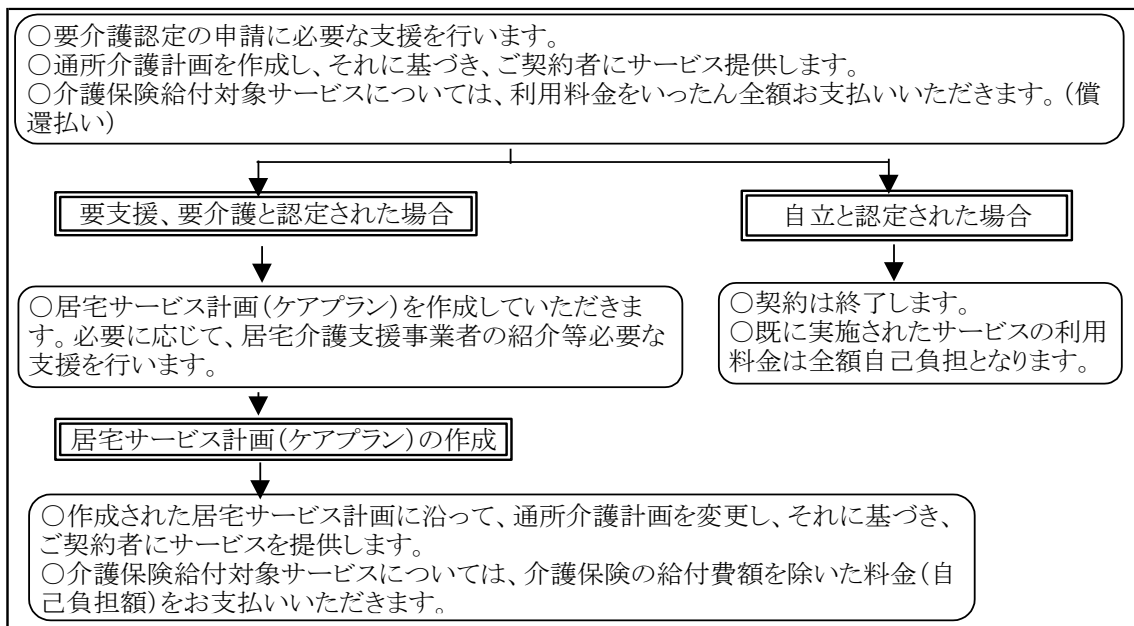 ○要介護認定の申請に必要な支援を行います。
○通所介護計画を作成し、それに基づき、ご契約者にサービス提供します。
○介護保険給付対象サービスについては、利用料金をいったん全額お支払いいただきます。(償
還払い)
要支援、要介護と認定された場合
自立と認定された場合
○居宅サービス計画(ケアプラン)を作成していただきま
す。必要に応じて、居宅介護支援事業者の紹介等必要な
支援を行います。
○契約は終了します。
○既に実施されたサービスの利用
料金は全額自己負担となります。
居宅サービス計画(ケアプラン)の作成
○作成された居宅サービス計画に沿って、通所介護計画を変更し、それに基づき、
ご契約者にサービスを提供します。
○介護保険給付対象サービスについては、介護保険の給付費額を除いた料金(自
己負担額)をお支払いいただきます。